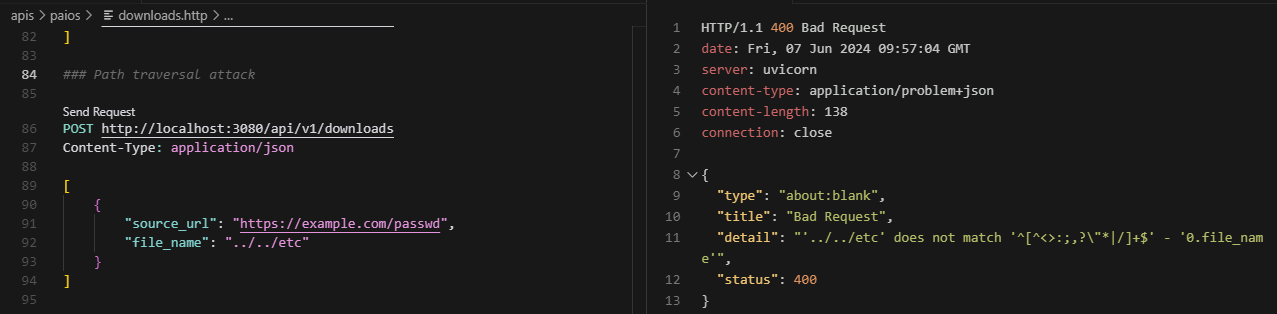 apis > paios > downloads.http > ...
82 ]
83
84 ### Path traversal attack
85
Send Request
86 POST http://localhost:3080/api/v1/downloads
87 Content-Type: application/json
88
89 [
90 {
91 "source_url": "https://example.com/passwd",
92 "file_name": "../../etc"
93 }
94 ]
95
1 HTTP/1.1 400 Bad Request
2 date: Fri, 07 Jun 2024 09:57:04 GMT
3 server: uvicorn
4 content-type: application/problem+json
5 content-length: 138
6 connection: close
7
8 {
9 "type": "about:blank",
10 "title": "Bad Request",
11 "detail": "'../../etc' does not match '^[^<>:;,?\"*|/]+$' - '0.file_nam
e'",
12 "status": 400
13 }